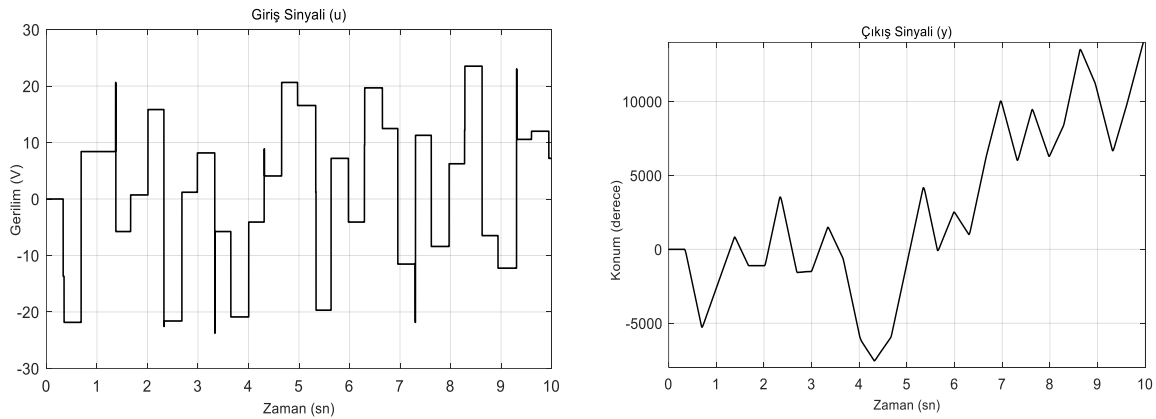 Giriş Sinyali (u)
30
20
10
0
-10
-20
-30
Gerilim (V)
0 1 2 3 4 5 6 7 8 9 10
Zaman (sn)
Çıkış Sinyali (y)
10000
5000
0
-5000
Konum (derece)
0 1 2 3 4 5 6 7 8 9 10
Zaman (sn)